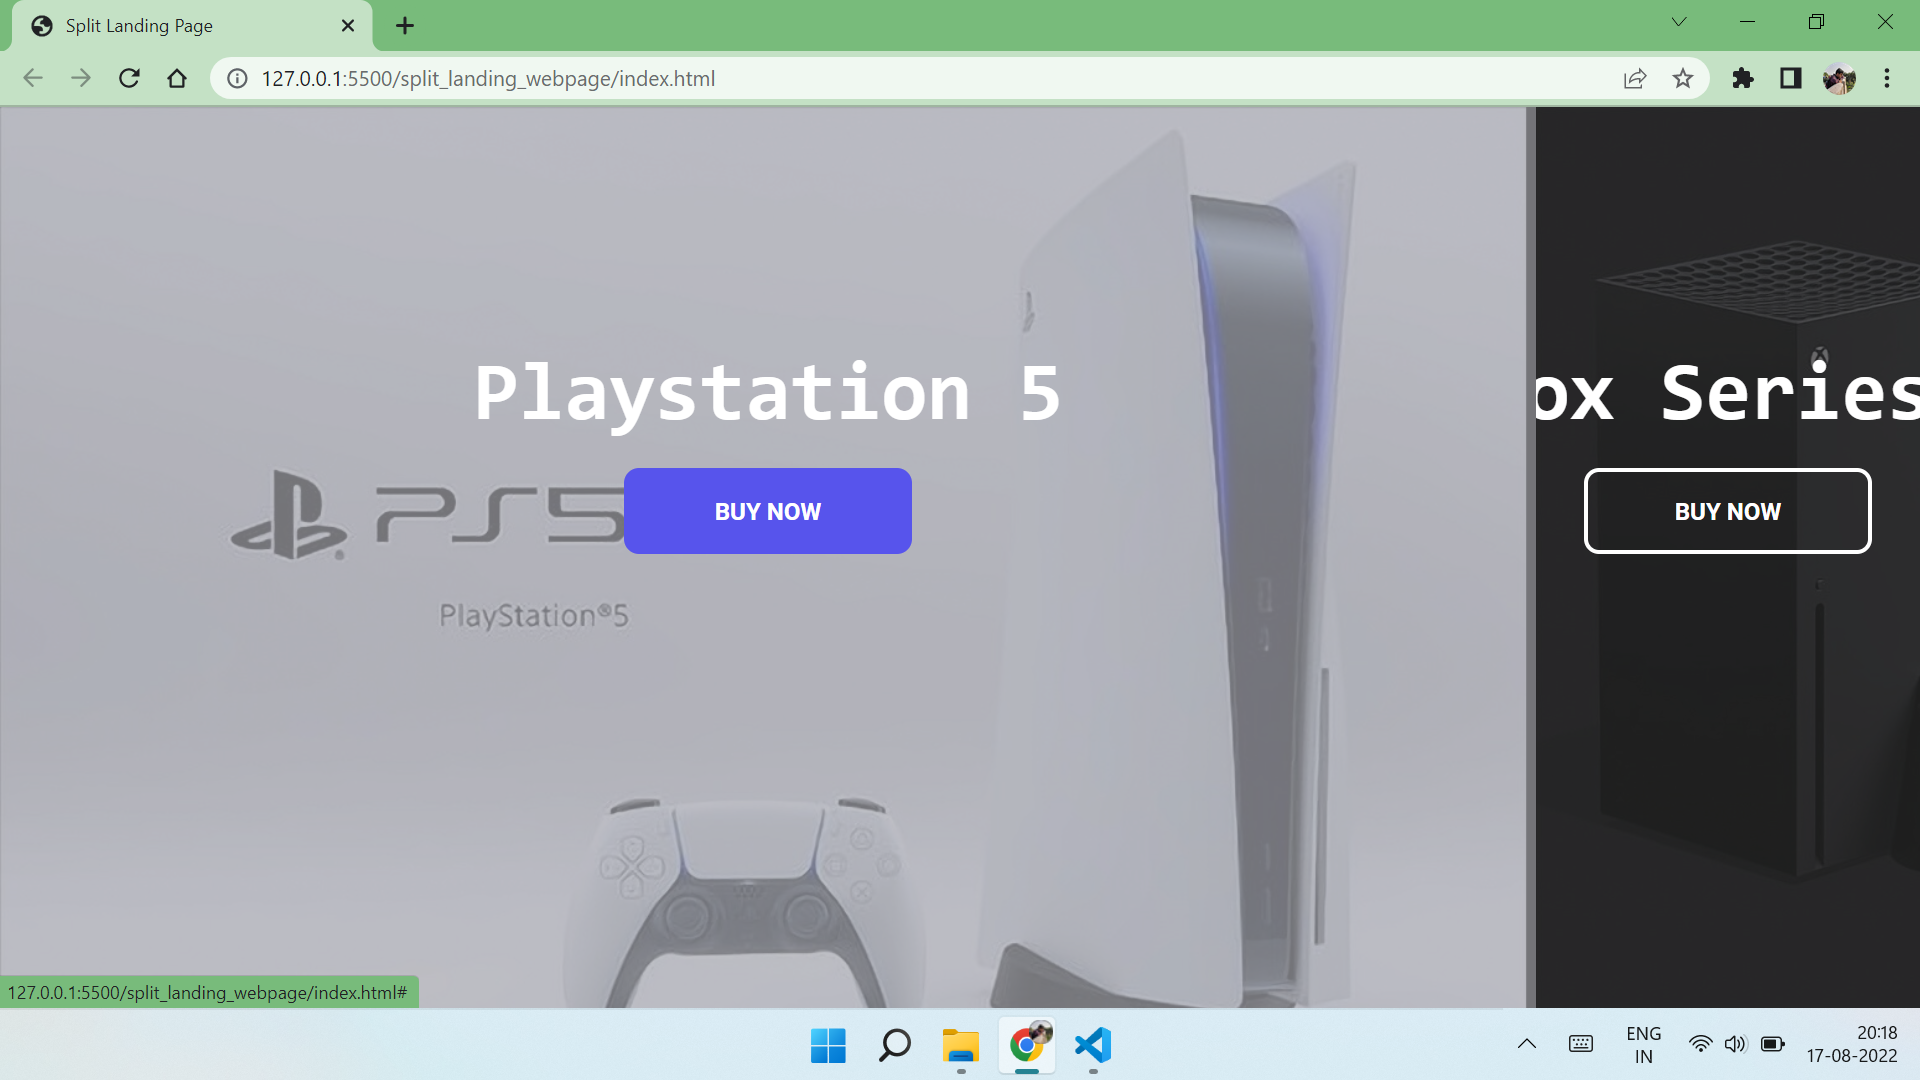 Split Landing Page
127.0.0.1:5500/split_landing_webpage/index.html
Playstation 5
ox Series
PS5
BUY NOW
BUY NOW
PlayStation®5
127.0.0.1:5500/split_landing_webpage/index.html#
ENG
IN
20:18
17-08-2022